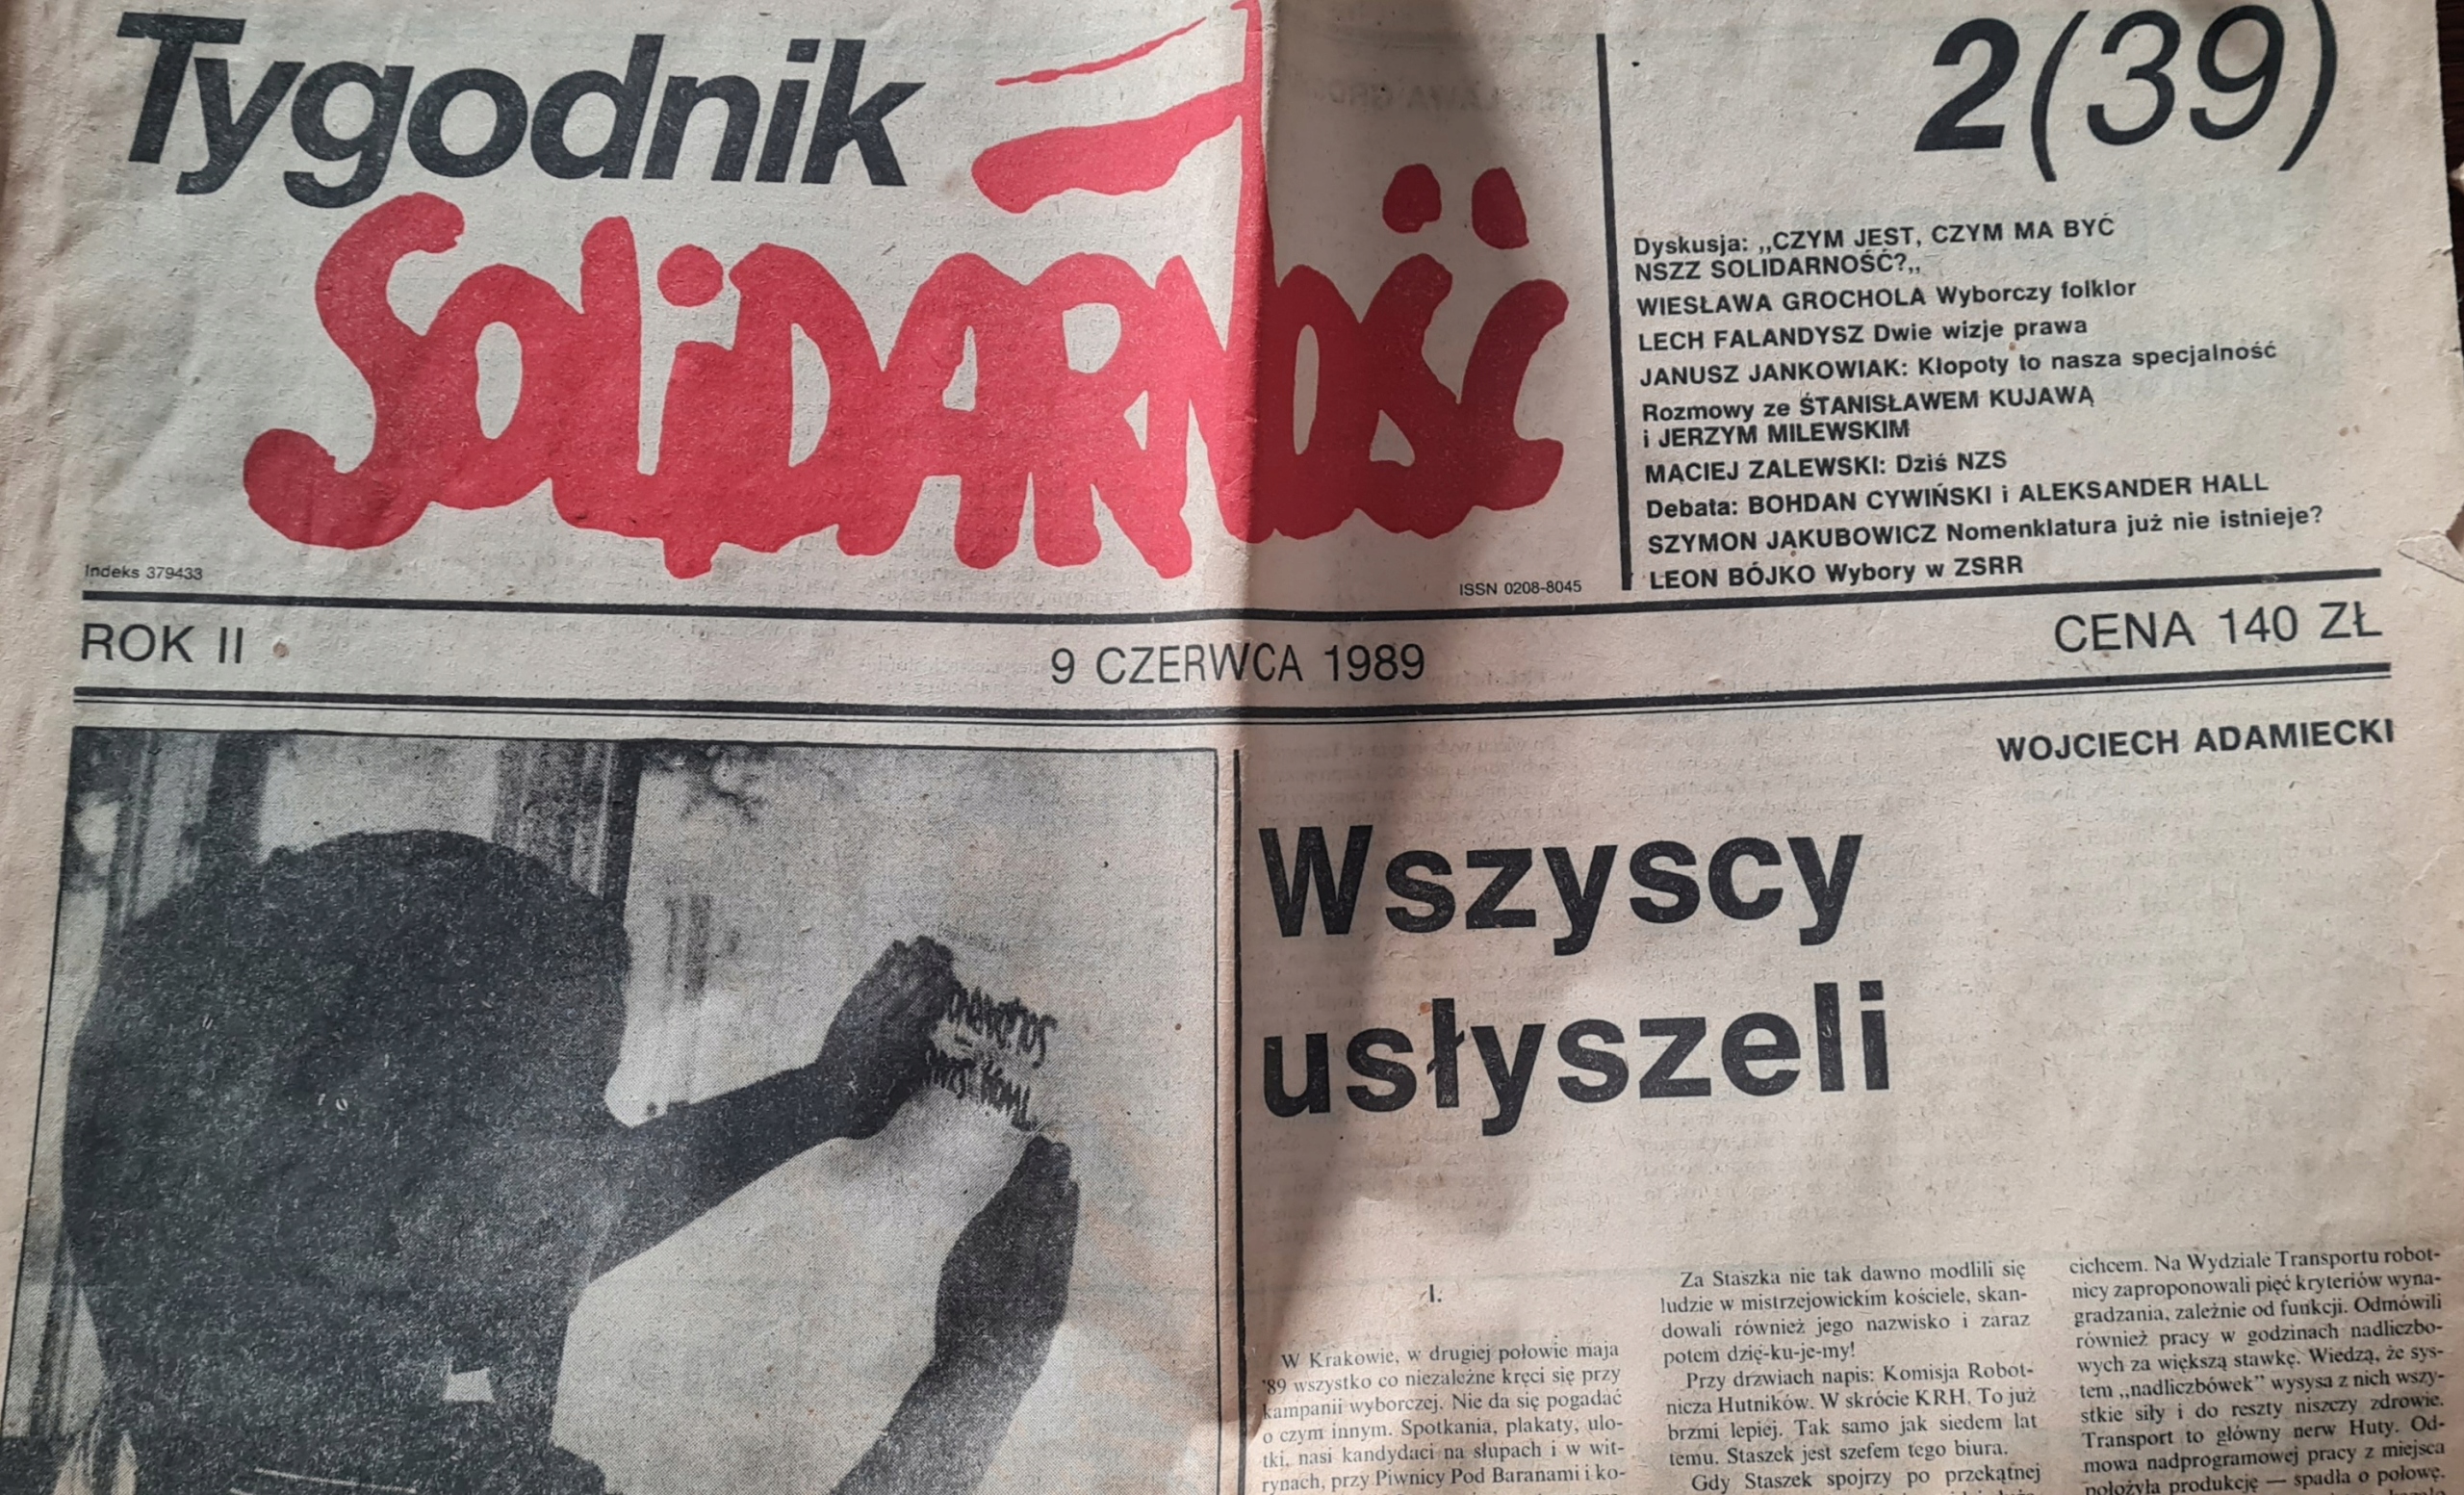 Tygodnik
SOLiDARNOŚĆ
2(39)
Dyskusja: ,,CZYM JEST, CZYM MA BYĆ
NSZZ SOLIDARNOŚĆ?,,
WIESŁAWA GROCHOLA Wyborczy folklor
LECH FALANDYSZ Dwie wizje prawa
JANUSZ JANKOWIAK: Kłopoty to nasza specjalność
Rozmowy ze STANISŁAWEM KUJAWĄ
i JERZYM MILEWSKIM
MACIEJ ZALEWSKI: Dziś NZS
Debata: BOHDAN CYWIŃSKI i ALEKSANDER HALL
SZYMON JAKUBOWICZ Nomenklatura już nie istnieje?
LEON BÓJKO Wybory w ZSRR
Indeks 379433
ISSN 0208-8045
ROK II
9 CZERWCA 1989
CENA 140 ZŁ
WOJCIECH ADAMIECKI
Wszyscy
usłyszeli
I.
W Krakowie, w drugiej połowie maja
'89 wszystko co niezależne kręci się przy
kampanii wyborczej. Nie da się pogadać
o czym innym. Spotkania, plakaty, ulo-
tki, nasi kandydaci na słupach i w wit-
rynach, przy Piwnicy Pod Baranami i ko-
Za Staszka nie tak dawno modlili się
ludzie w mistrzejowickim kościele, skan-
dowali również jego nazwisko i zaraz
potem dzię-ku-je-my!
Przy drzwiach napis: Komisja Robot-
nicza Hutników. W skrócie KRH. To już
brzmi lepiej. Tak samo jak siedem lat
temu. Staszek jest szefem tego biura.
Gdy Staszek spojrzy po przekątnej
cichcem. Na Wydziale Transportu robot-
nicy zaproponowali pięć kryteriów wyna-
gradzania, zależnie od funkcji. Odmówili
również pracy w godzinach nadliczbo-
wych za większą stawkę. Wiedzą, że sys-
tem ,,nadliczbówek" wysysa z nich wszy-
stkie siły i do reszty niszczy zdrowie.
Transport to główny nerw Huty. Od-
mowa nadprogramowej pracy z miejsca
położyła produkcję — spadła o połowę.